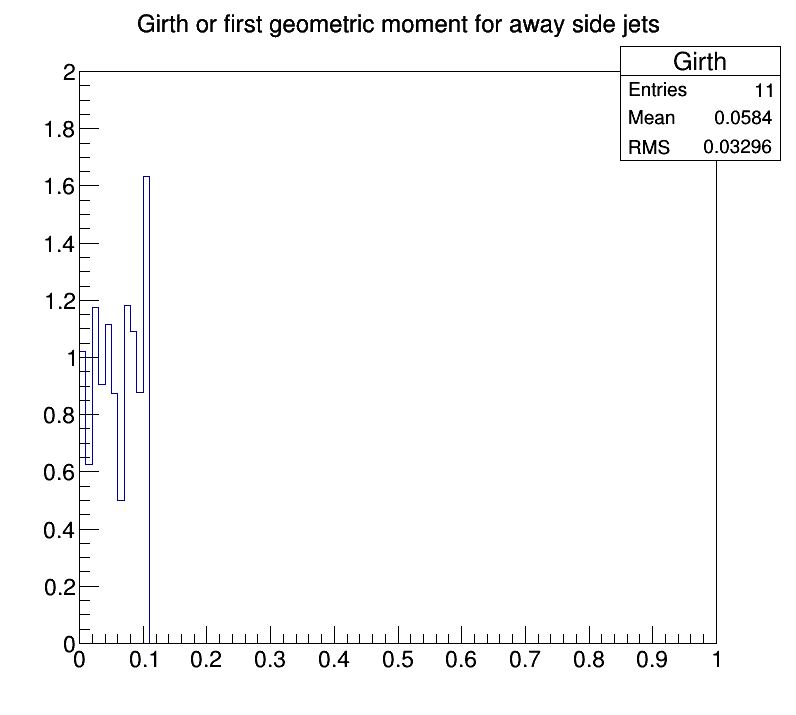 Girth or first geometric moment for away side jets
Girth
Entries 11
Mean 0.0584
RMS 0.03296
2
1.8
1.6
1.4
1.2
1
0.8
0.6
0.4
0.2
0
0 0.1 0.2 0.3 0.4 0.5 0.6 0.7 0.8 0.9 1